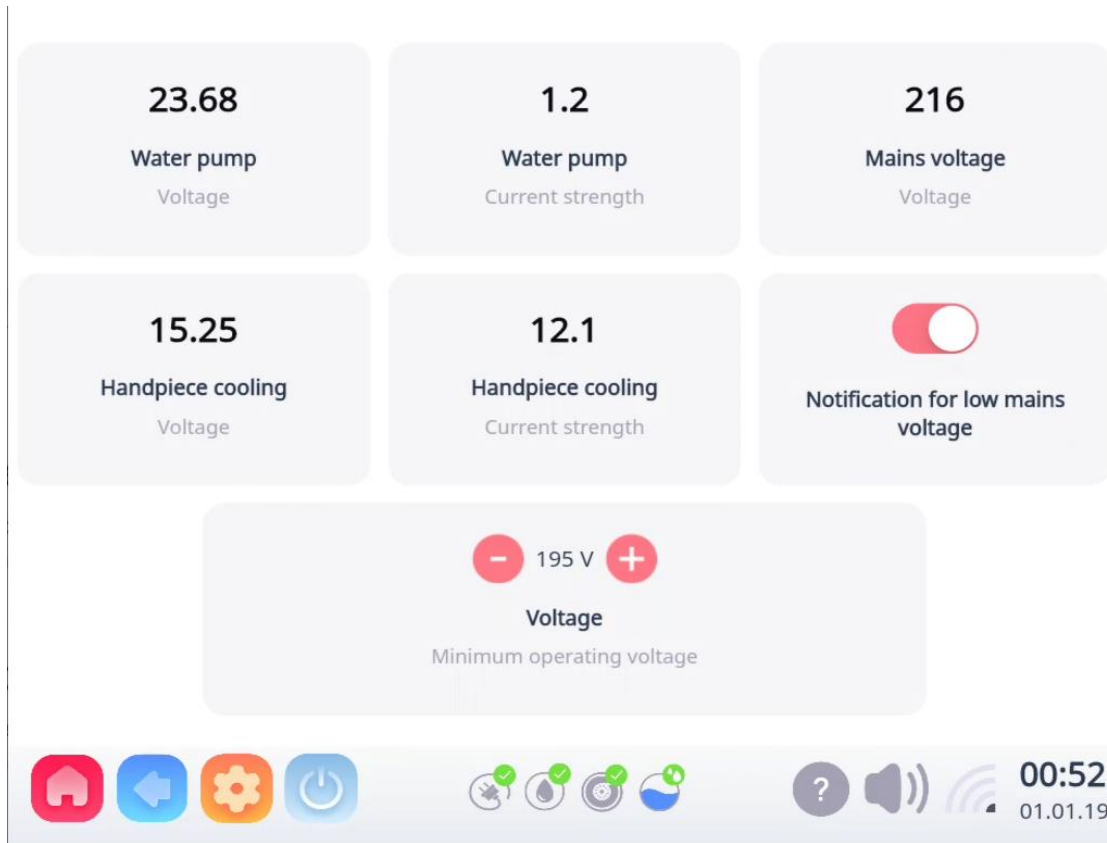 23.68
Water pump
Voltage
1.2
Water pump
Current strength
216
Mains voltage
Voltage
15.25
Handpiece cooling
Voltage
12.1
Handpiece cooling
Current strength
Notification for low mains
voltage
- 195 V +
Voltage
Minimum operating voltage
?
00:52
01.01.19